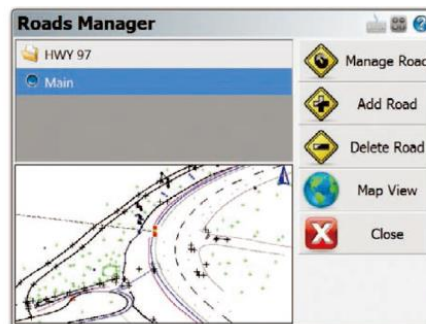 Roads Manager
HWY 97
Main
Manage Road
Add Road
Delete Road
Map View
Close